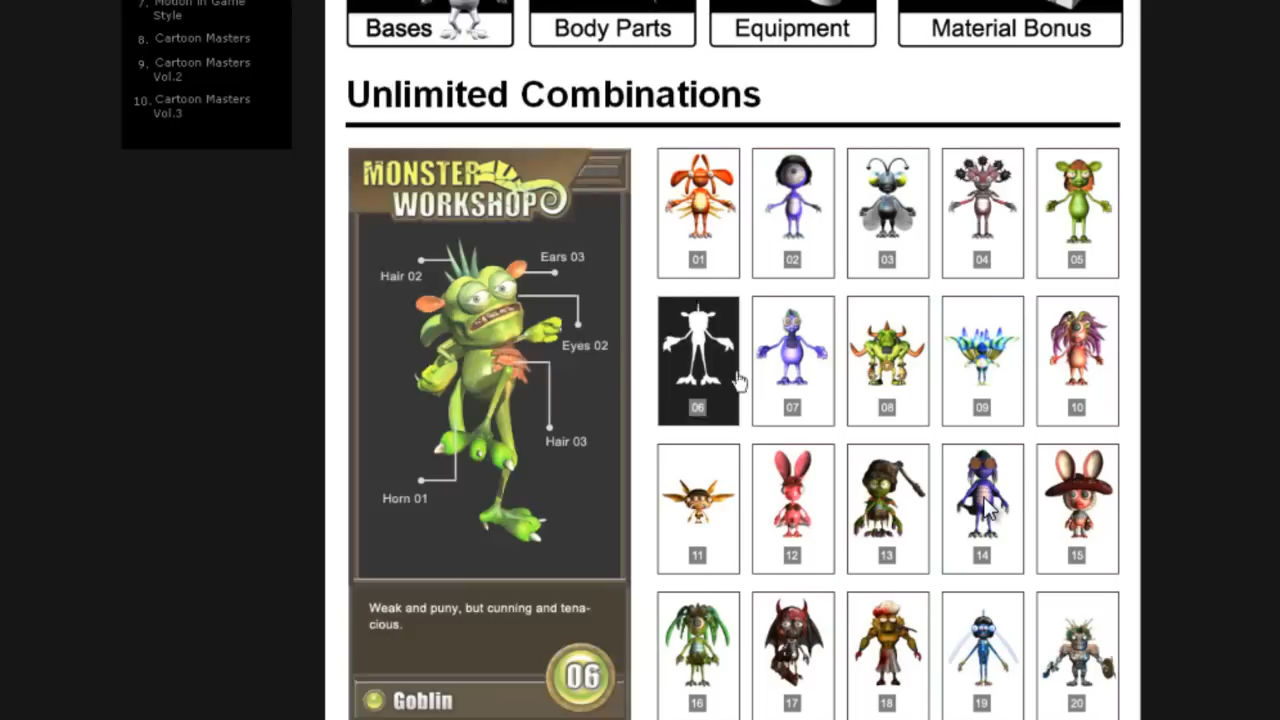 7. Motion in Game
Style
8. Cartoon Masters
9. Cartoon Masters
Vol.2
10. Cartoon Masters
Vol.3
Bases
Body Parts
Equipment
Material Bonus
Unlimited Combinations
MONSTER
WORKSHOP
Hair 02
Ears 03
Eyes 02
Hair 03
Horn 01
Weak and puny, but cunning and tena-
cious.
06
Goblin
01 02 03 04 05
06 07 08 09 10
11 12 13 14 15
16 17 18 19 20